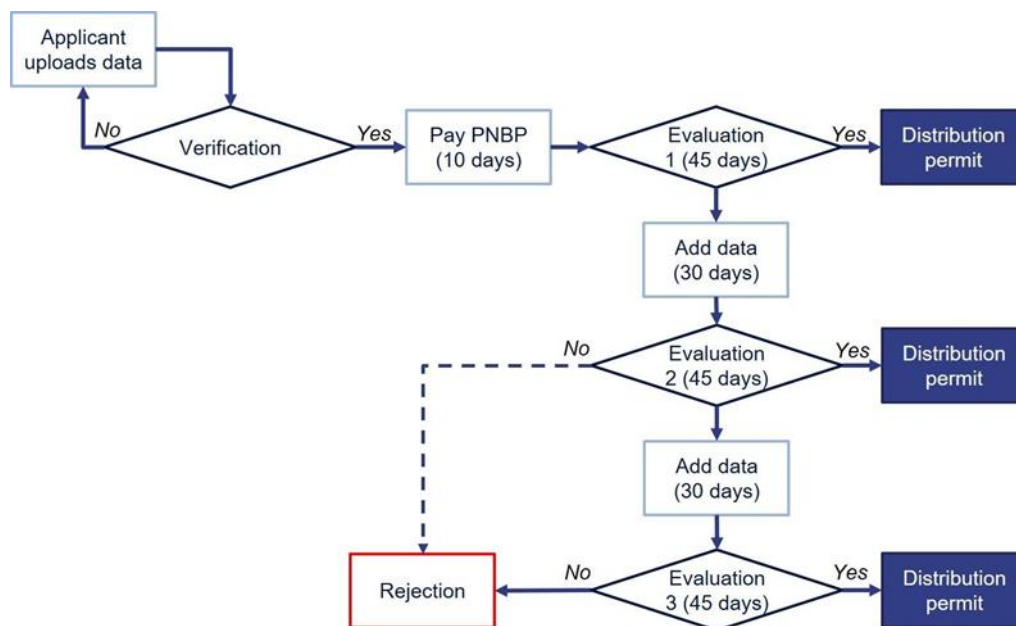 Applicant
uploads data
No
Verification
Yes
Pay PNBP
(10 days)
Evaluation
1 (45 days)
Yes
Distribution
permit
Add data
(30 days)
No
Evaluation
2 (45 days)
Yes
Distribution
permit
Add data
(30 days)
Rejection
No
Evaluation
3 (45 days)
Yes
Distribution
permit